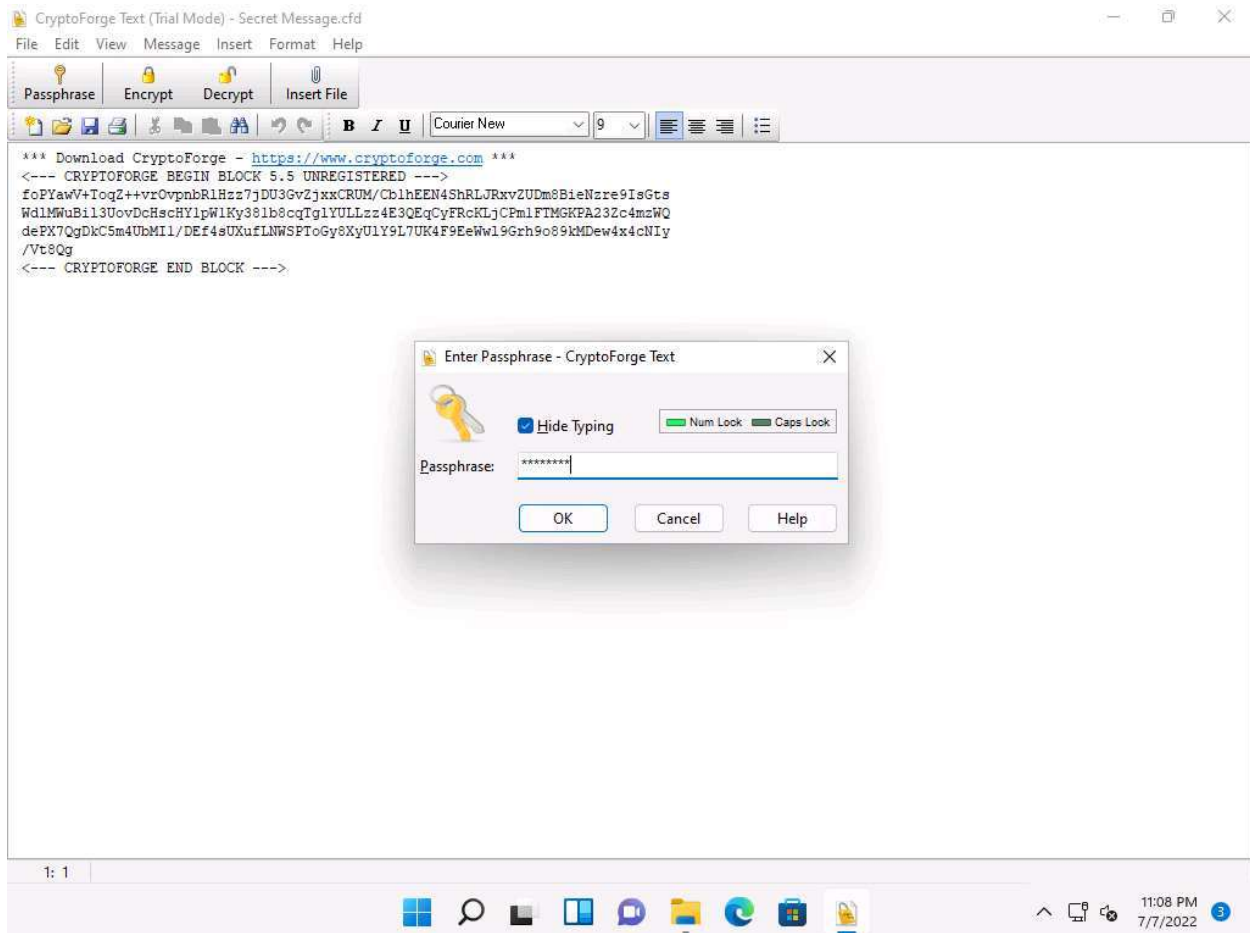 CryptoForge Text (Trial Mode) - Secret Message.cfd
File Edit View Message Insert Format Help
Passphrase Encrypt Decrypt Insert File
B I U Courier New 9
*** Download CryptoForge - https://www.cryptoforge.com ***
<--- CRYPTOFORGE BEGIN BLOCK 5.5 UNREGISTERED --->
foPYawV+ToqZ++vrOvpnbRlHzz7jDU3GvZjxxCRUM/CblhEEN4ShRLJRxvZUDm8BieNzre9IsGts
WdlMWuBil3UovDcHscHYlpWlKy381b8cqTglYULLzz4E3QEqCyFRcKLjCPmlFTMGKPA23Zc4mzWQ
dePX7QgDkC5m4UbMIl/DEf4sUXufLNWSPToGy8XyUlY9L7UK4F9EeWwl9Grh9o89kMDew4x4cNIy
/Vt8Qg
<--- CRYPTOFORGE END BLOCK --->
Enter Passphrase - CryptoForge Text
Hide Typing Num Lock Caps Lock
Passphrase: ********
OK Cancel Help
1: 1
11:08 PM
7/7/2022 3